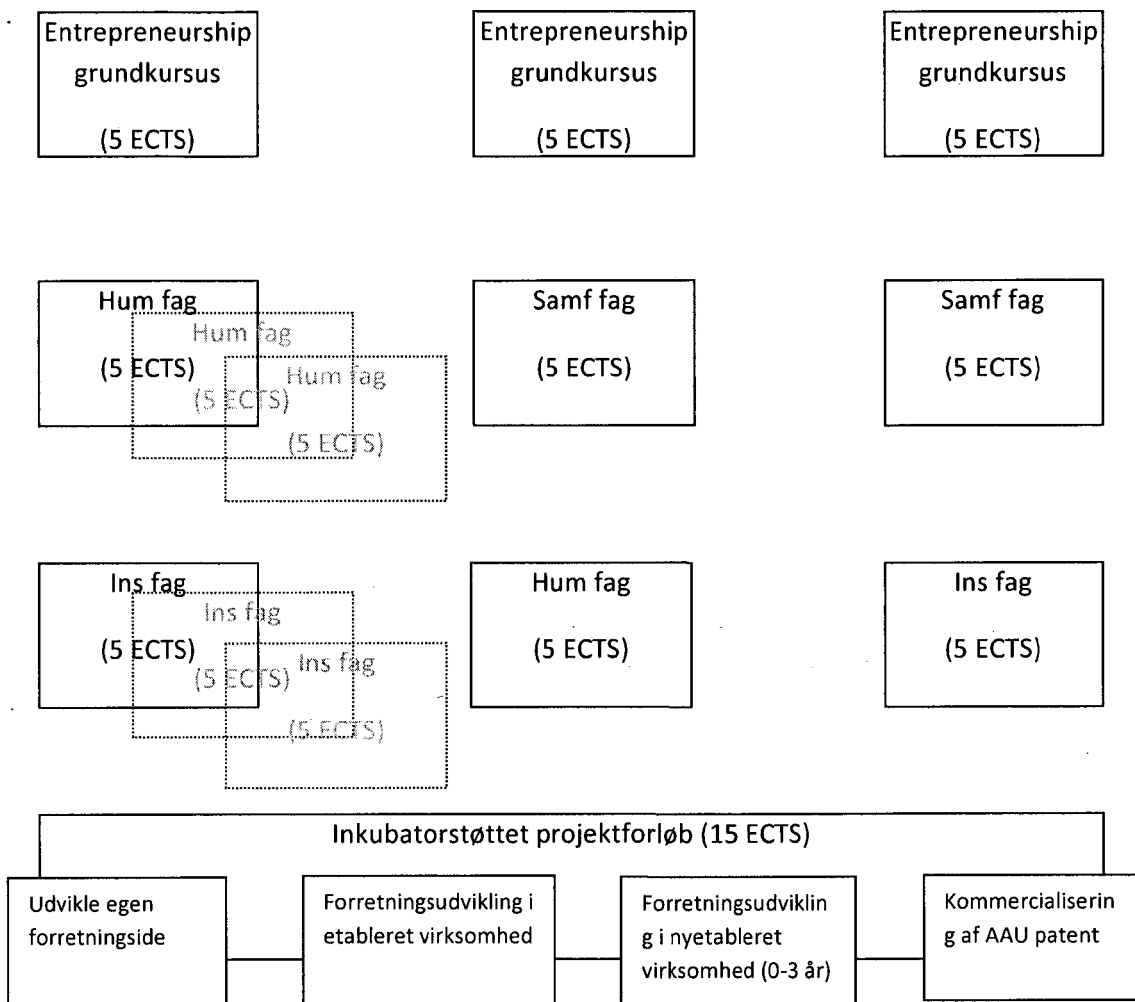 Entrepreneurship
grundkursus
(5 ECTS)
Entrepreneurship
grundkursus
(5 ECTS)
Entrepreneurship
grundkursus
(5 ECTS)
Hum fag
(5 ECTS)
Hum fag
(5 ECTS)
Hum fag
(5 ECTS)
Samf fag
(5 ECTS)
Samf fag
(5 ECTS)
Ins fag
(5 ECTS)
Ins fag
(5 ECTS)
Ins fag
(5 ECTS)
Hum fag
(5 ECTS)
Ins fag
(5 ECTS)
Inkubatorstøttet projektforløb (15 ECTS)
Udvikle egen
forretningside
Forretningsudvikling i
etableret virksomhed
Forretningsudviklin
g i nyetableret
virksomhed (0-3 år)
Kommercialiserin
g af AAU patent